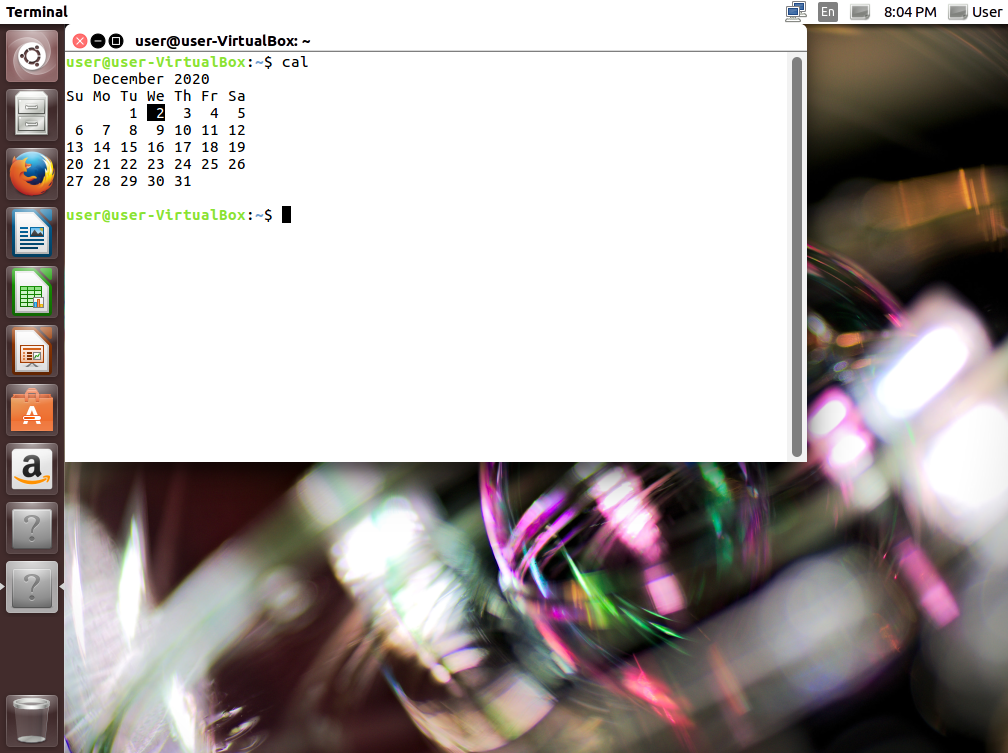 Terminal
En
8:04 PM
User
user@user-VirtualBox: ~
user@user-VirtualBox:~$ cal
   December 2020
Su Mo Tu We Th Fr Sa
       1  2  3  4  5
 6  7  8  9 10 11 12
13 14 15 16 17 18 19
20 21 22 23 24 25 26
27 28 29 30 31
user@user-VirtualBox:~$
A
a
?
?